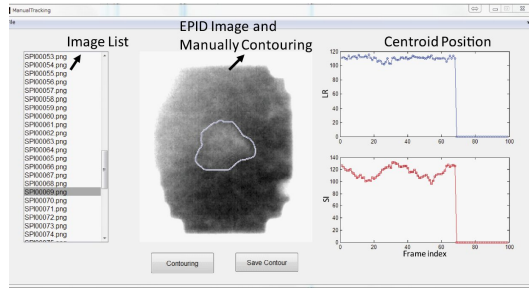 ManualTracking
file
Image List
EPID Image and
Manually Contouring
Centroid Position
SPI00053.png
SPI00054.png
SPI00055.png
SPI00056.png
SPI00057.png
SPI00058.png
SPI00059.png
SPI00060.png
SPI00061.png
SPI00062.png
SPI00063.png
SPI00064.png
SPI00065.png
SPI00066.png
SPI00067.png
SPI00068.png
SPI00069.png
SPI00070.png
SPI00071.png
SPI00072.png
SPI00073.png
SPI00074.png
Contouring
Save Contour
LR
120
100
80
60
40
20
0
0 20 40 60 80 100
SI
140
120
100
80
60
40
20
0
0 20 40 60 80 100
Frame index